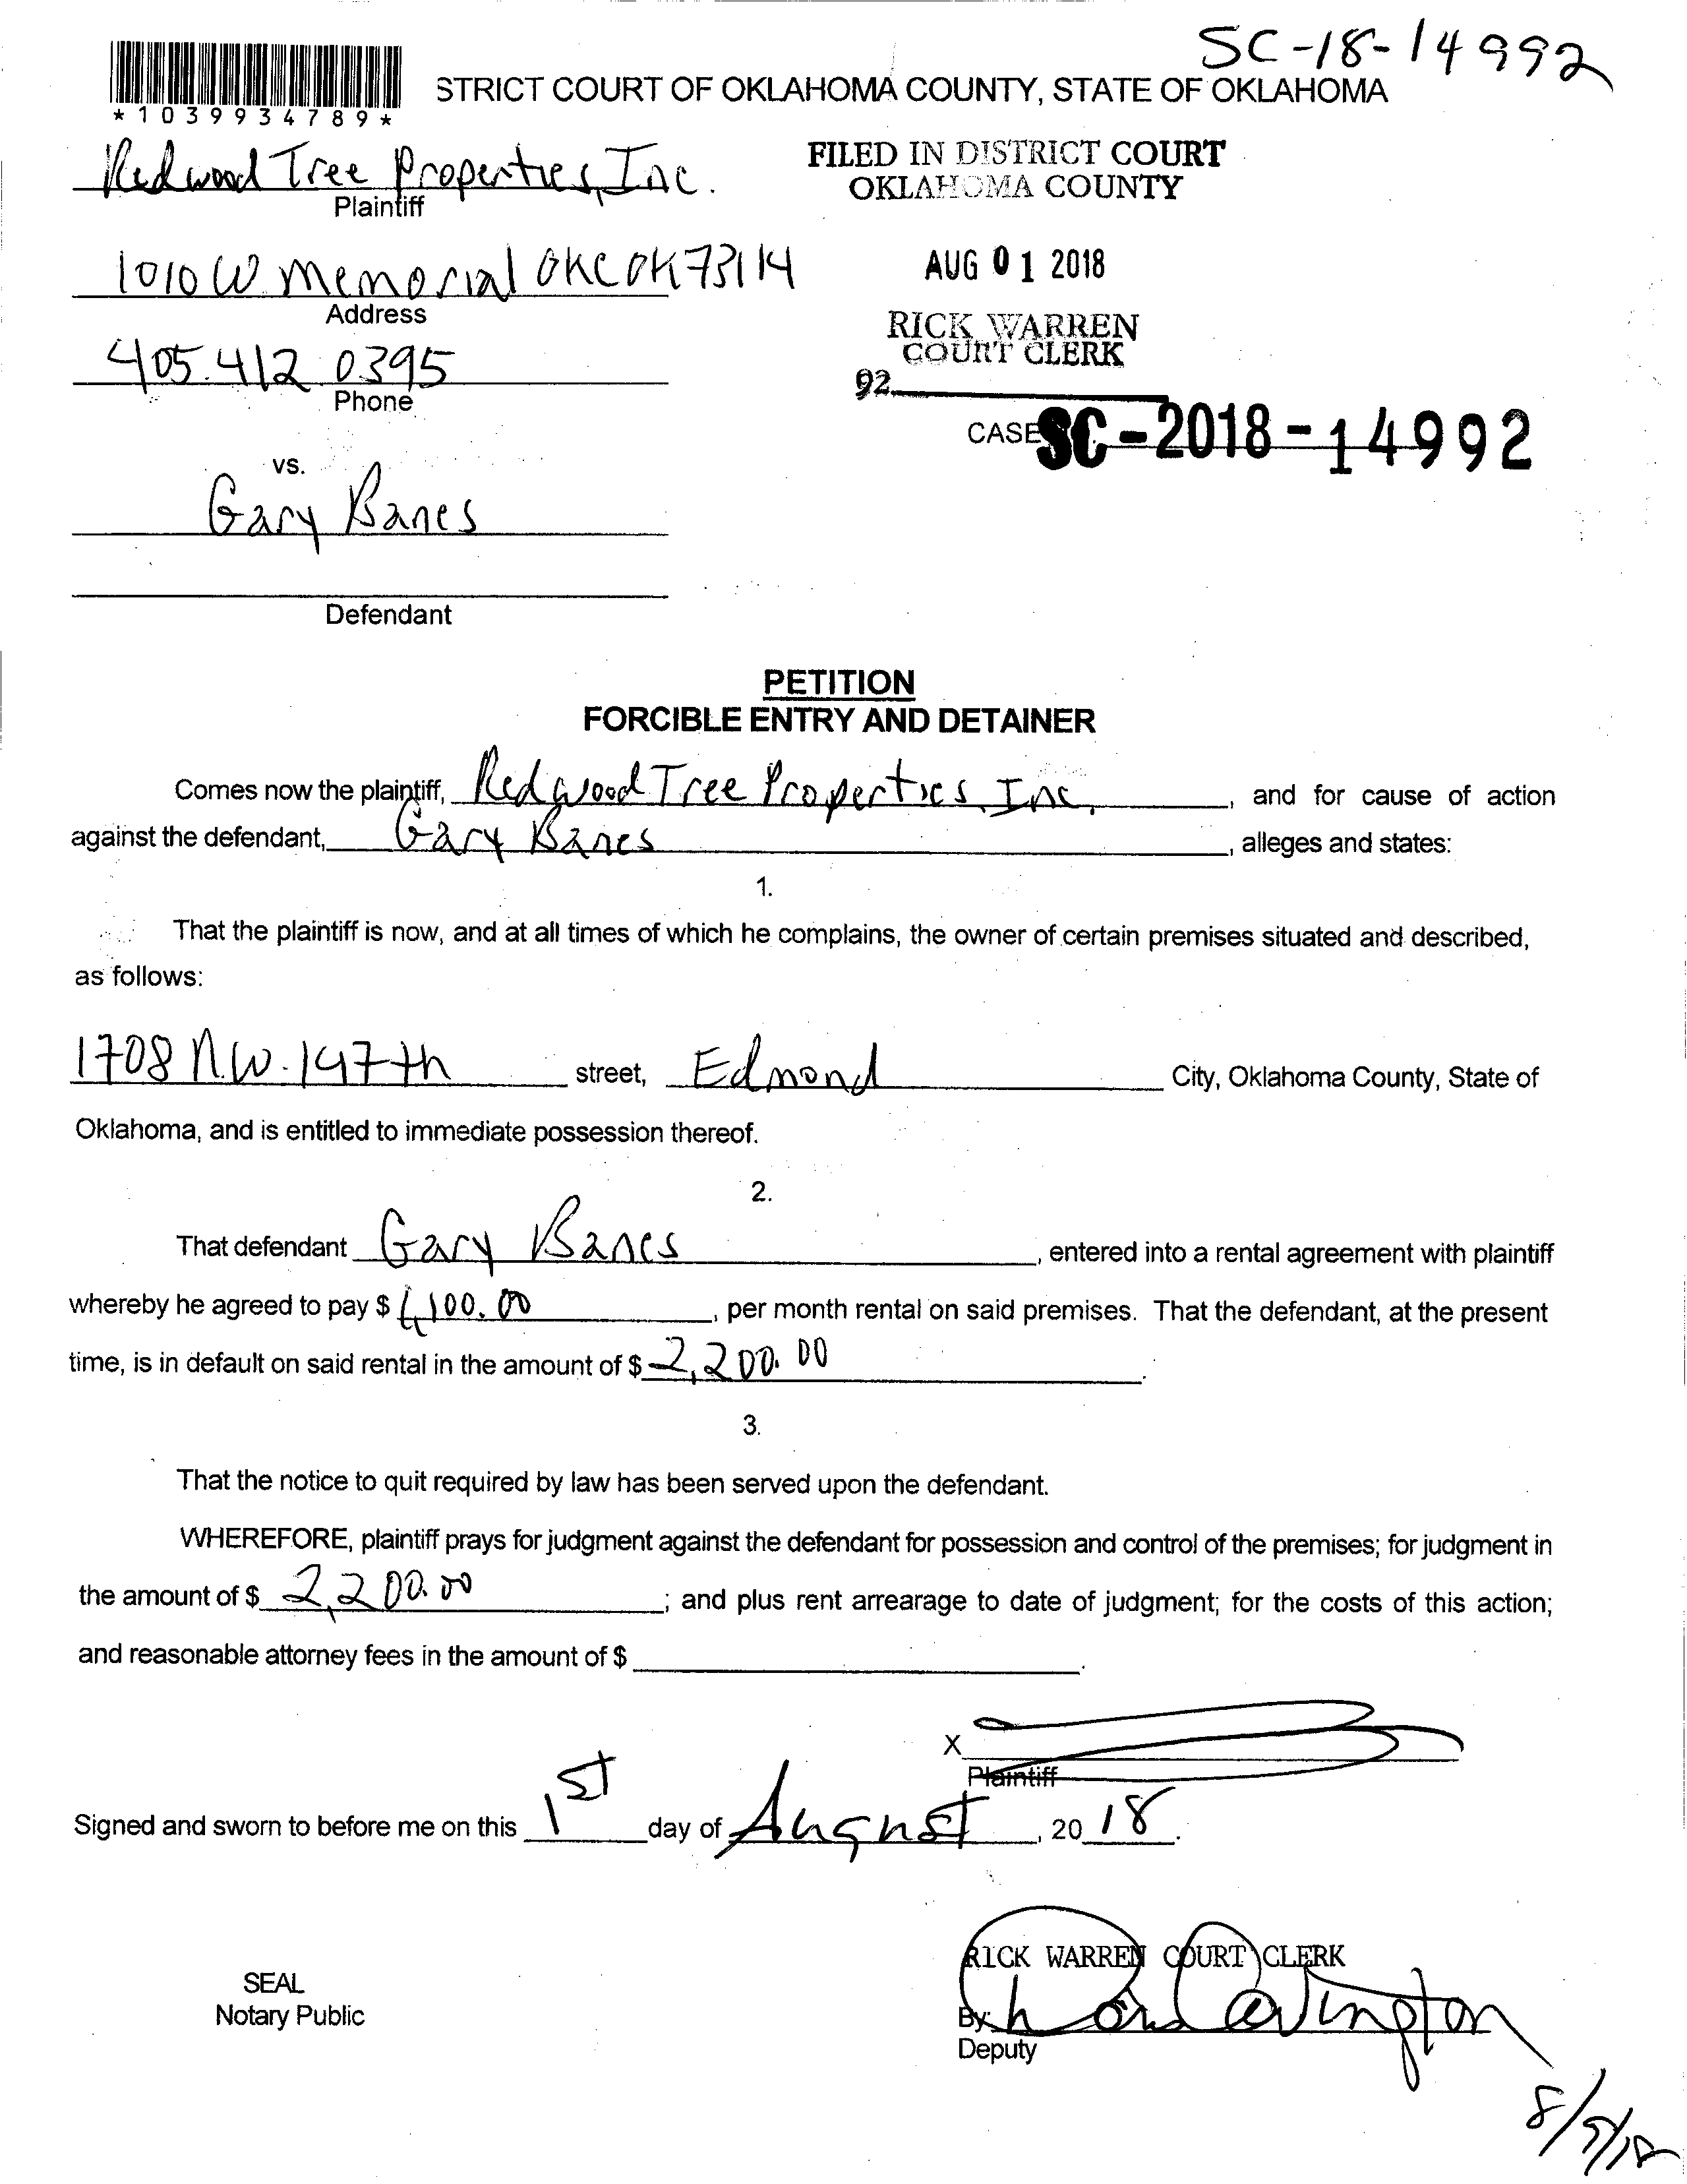 SC-18-14992
STRICT COURT OF OKLAHOMA COUNTY, STATE OF OKLAHOMA
*1039934789*
Redwood Tree Properties, Inc.
Plaintiff
FILED IN DISTRICT COURT
OKLAHOMA COUNTY
1010 W Memorial OKC OK 73114
Address
AUG 01 2018
405.412 0395
Phone
RICK WARREN
COURT CLERK
92
CASE SC-2018-14992
vs.
Gary Banes
Defendant
PETITION
FORCIBLE ENTRY AND DETAINER
Comes now the plaintiff, Redwood Tree Properties, Inc., and for cause of action
against the defendant, Gary Banes, alleges and states:
1.
That the plaintiff is now, and at all times of which he complains, the owner of certain premises situated and described,
as follows:
1708 N.W. 197th street, Edmond City, Oklahoma County, State of
Oklahoma, and is entitled to immediate possession thereof.
2.
That defendant Gary Banes, entered into a rental agreement with plaintiff
whereby he agreed to pay $ 1,100.00, per month rental on said premises. That the defendant, at the present
time, is in default on said rental in the amount of $ 2,200.00.
3.
That the notice to quit required by law has been served upon the defendant.
WHEREFORE, plaintiff prays for judgment against the defendant for possession and control of the premises; for judgment in
the amount of $ 2,200.00; and plus rent arrearage to date of judgment; for the costs of this action;
and reasonable attorney fees in the amount of $ .
X
Plaintiff
Signed and sworn to before me on this 1st day of August, 2018.
SEAL
Notary Public
RICK WARREN COURT CLERK
By:
Deputy